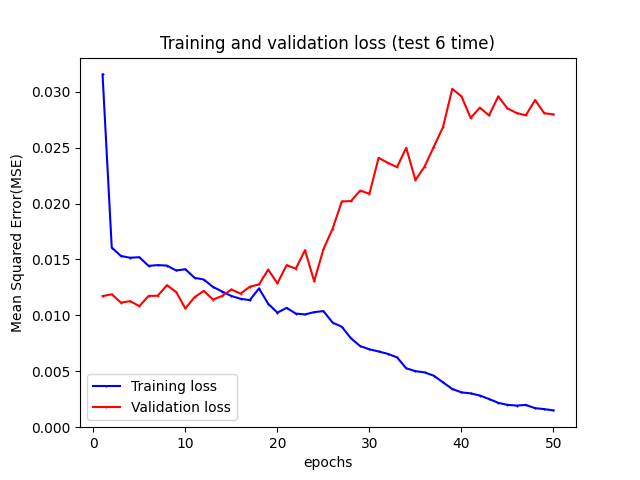 Training and validation loss (test 6 time)
0.030
0.025
0.020
0.015
0.010
0.005
0.000
Mean Squared Error(MSE)
Training loss
Validation loss
0 10 20 30 40 50
epochs